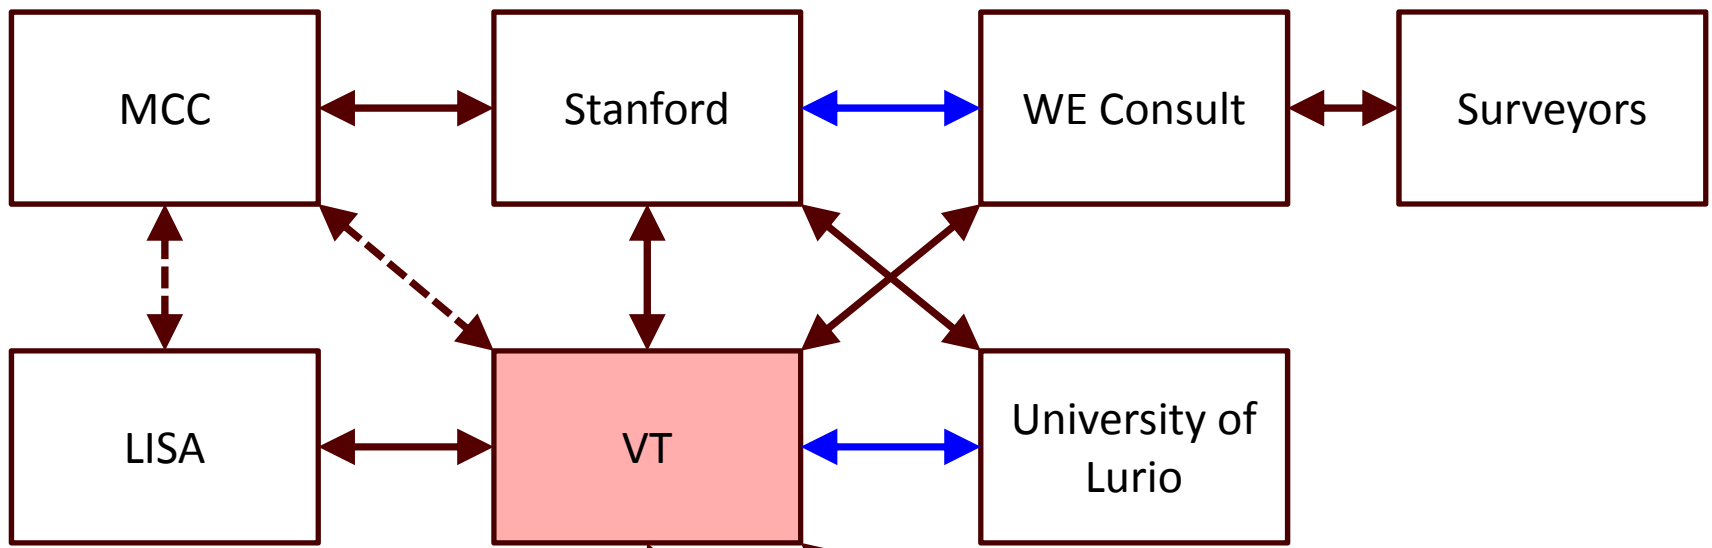 MCC
Stanford
WE Consult
Surveyors
LISA
VT
University of
Lurio